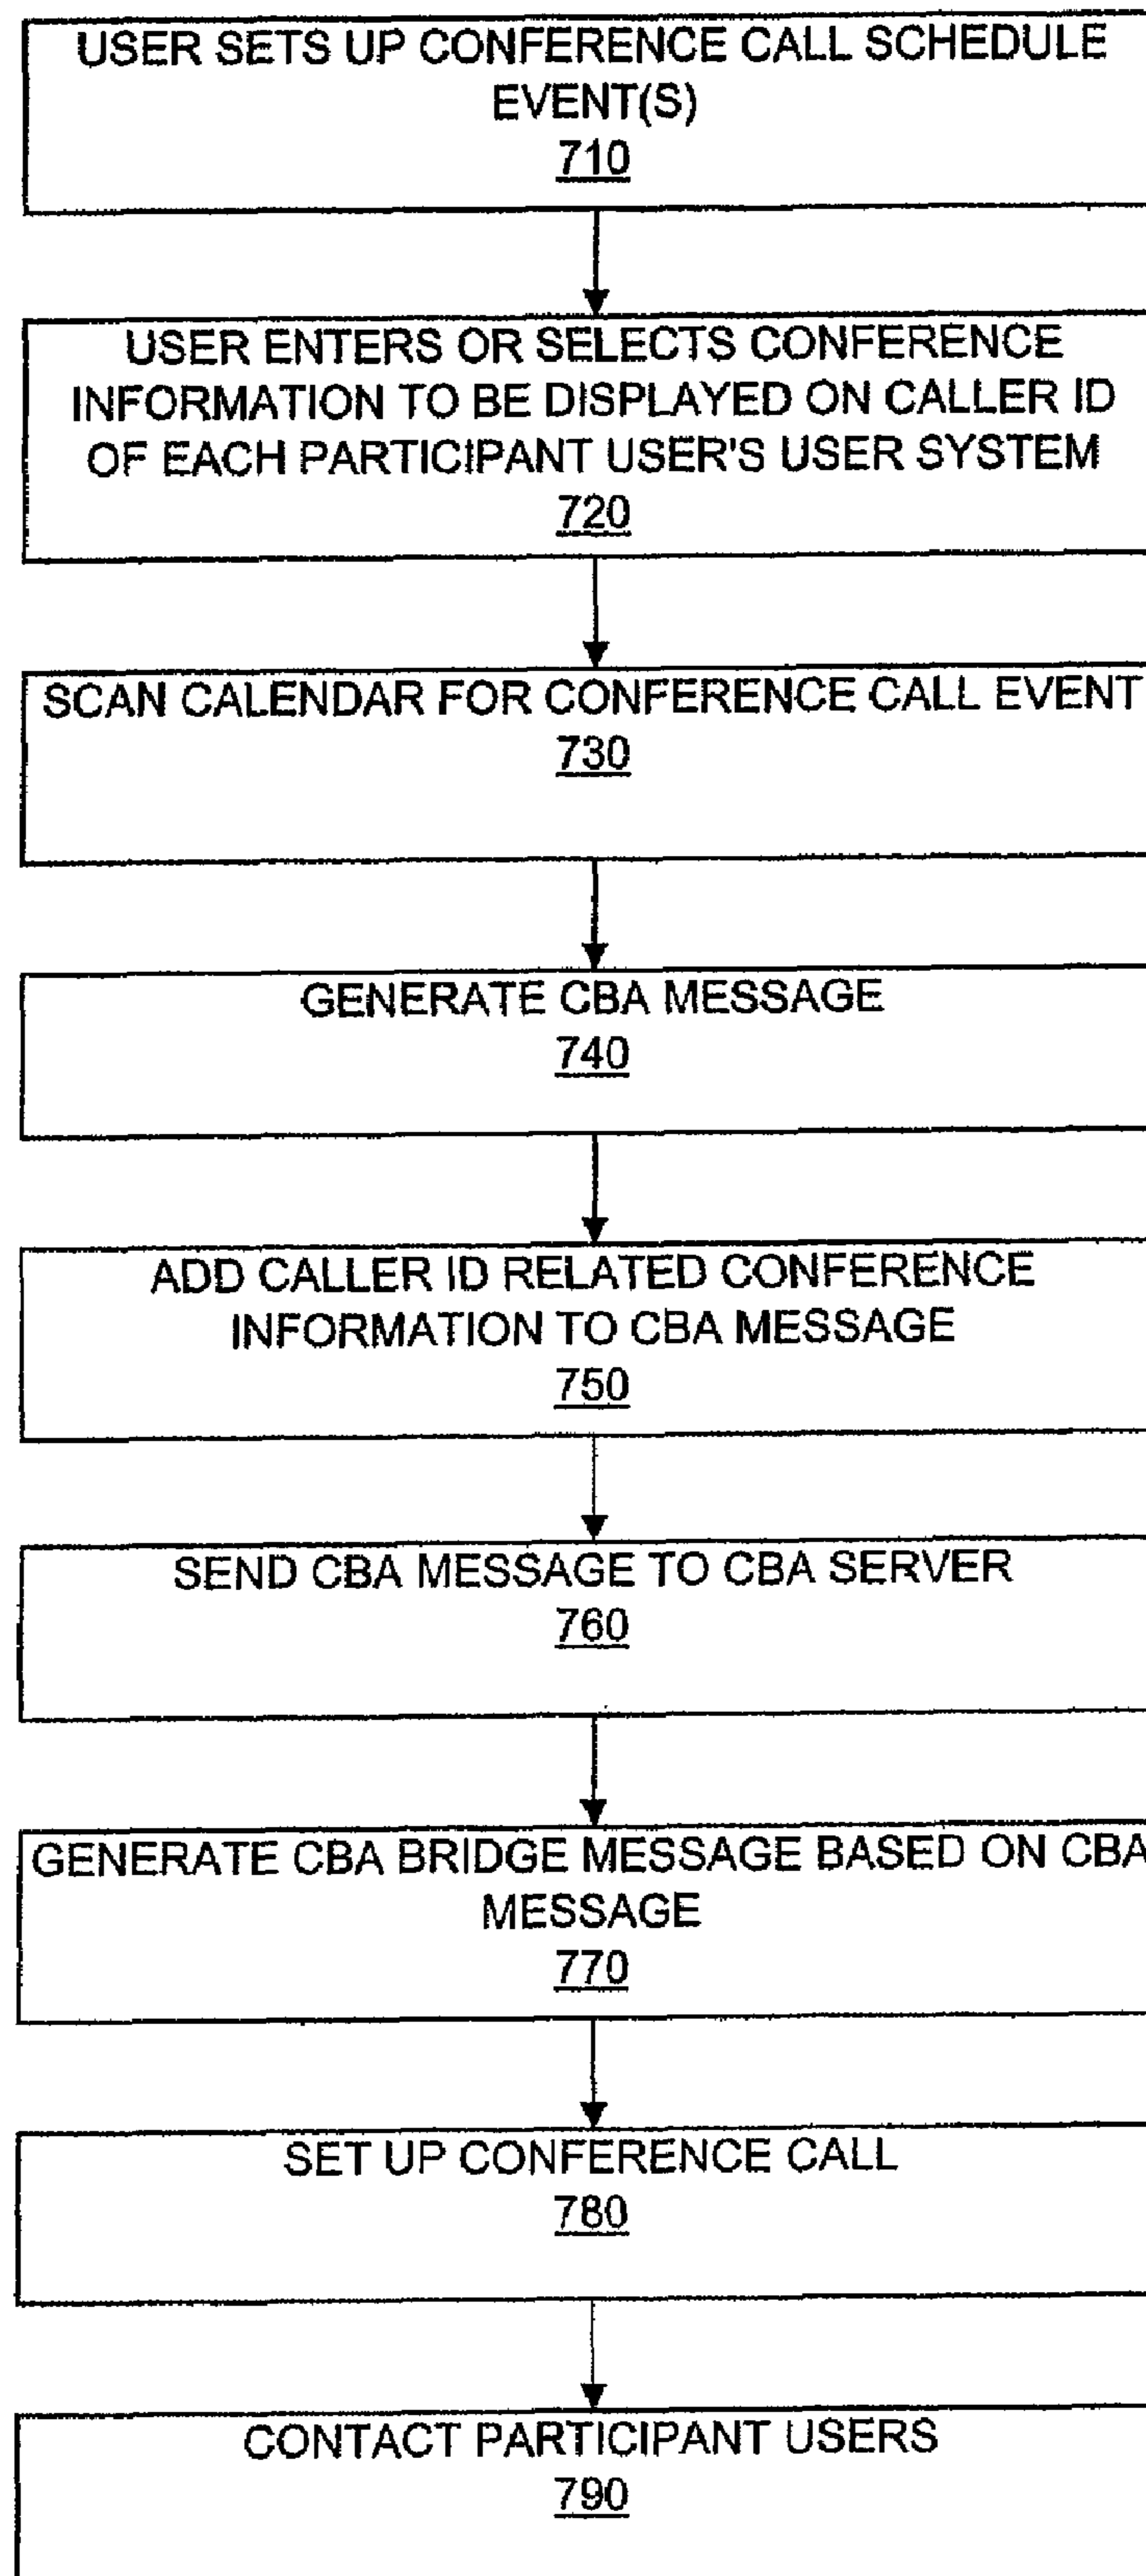 USER SETS UP CONFERENCE CALL SCHEDULE
EVENT(S)
710
USER ENTERS OR SELECTS CONFERENCE
INFORMATION TO BE DISPLAYED ON CALLER ID
OF EACH PARTICIPANT USER'S USER SYSTEM
720
SCAN CALENDAR FOR CONFERENCE CALL EVENT
730
GENERATE CBA MESSAGE
740
ADD CALLER ID RELATED CONFERENCE
INFORMATION TO CBA MESSAGE
750
SEND CBA MESSAGE TO CBA SERVER
760
GENERATE CBA BRIDGE MESSAGE BASED ON CBA
MESSAGE
770
SET UP CONFERENCE CALL
780
CONTACT PARTICIPANT USERS
790